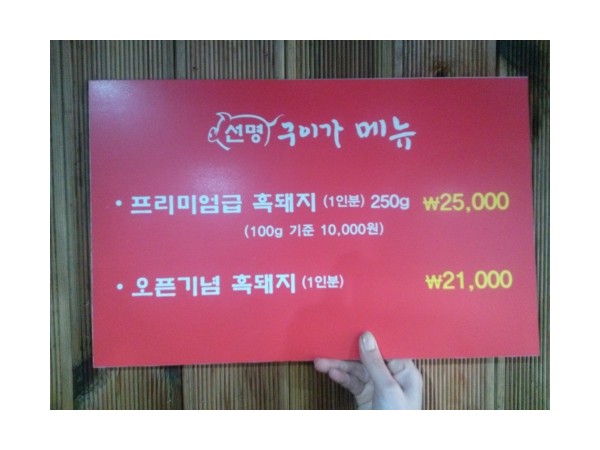 선명 구이가 메뉴
• 프리미엄급 흑돼지 (1인분) 250g ₩25,000
(100g 기준 10,000원)
• 오픈기념 흑돼지 (1인분) ₩21,000